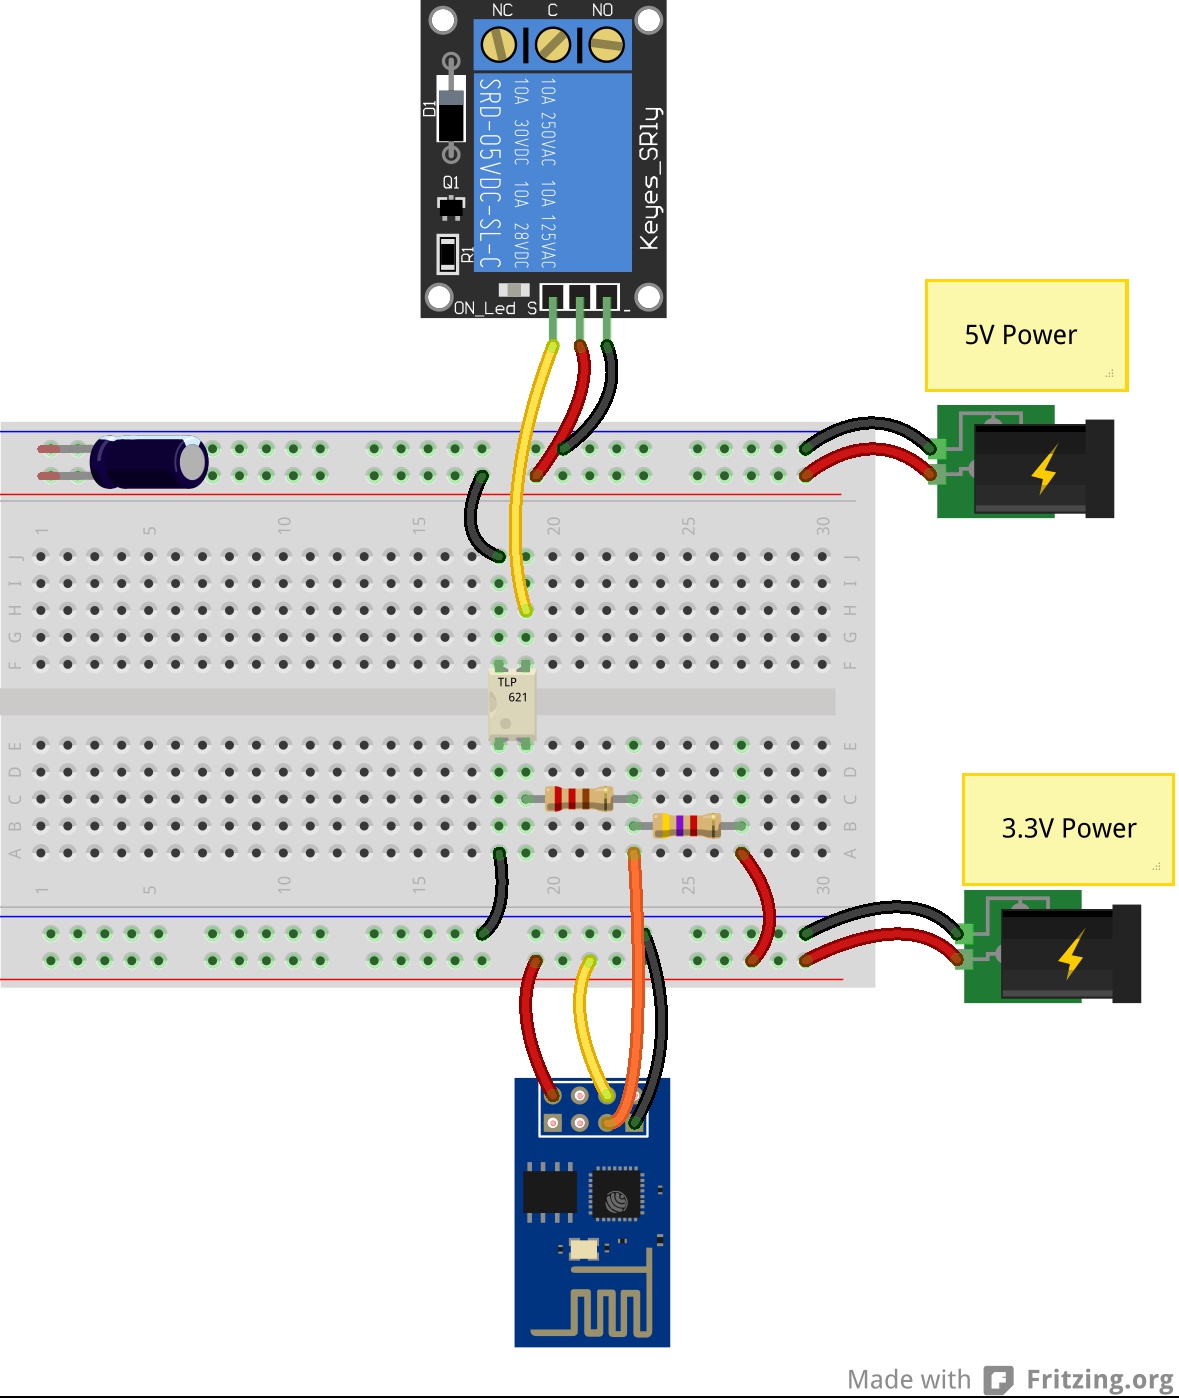 NC C NO
D1
Q1
R1
SRD-05VDC-SL-C
10A 30VDC 10A 28VDC
10A 250VAC 10A 125VAC
Keyes_SRly
ON_Led S -
5V Power
1 5 10 15 20 25 30
J J
I I
H H
G G
F F
TLP
621
E E
D D
C C
B B
A A
1 5 10 15 20 25 30
3.3V Power
Made with Fritzing.org